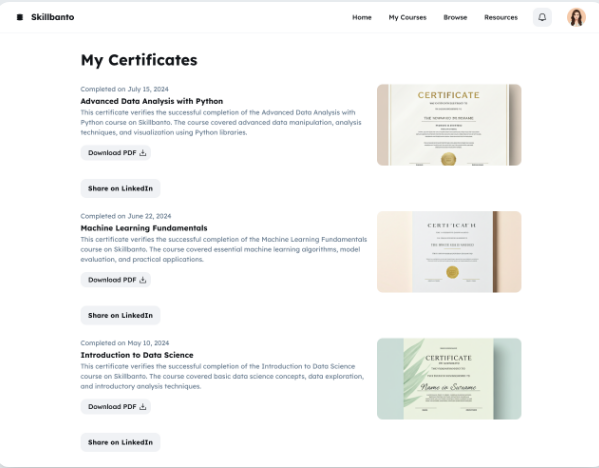 Skillbanto
Home
My Courses
Browse
Resources
My Certificates
Completed on July 15, 2024
Advanced Data Analysis with Python
This certificate verifies the successful completion of the Advanced Data Analysis with
Python course on Skillbanto. The course covered advanced data manipulation, analysis
techniques, and visualization using Python libraries.
Download PDF
Share on LinkedIn
CERTIFICATE
Completed on June 22, 2024
Machine Learning Fundamentals
This certificate verifies the successful completion of the Machine Learning Fundamentals
course on Skillbanto. The course covered essential machine learning algorithms, model
evaluation, and practical applications.
Download PDF
Share on LinkedIn
Completed on May 10, 2024
Introduction to Data Science
This certificate verifies the successful completion of the Introduction to Data Science
course on Skillbanto. The course covered basic data science concepts, data exploration,
and introductory analysis techniques.
Download PDF
Share on LinkedIn
CERTIFICATE